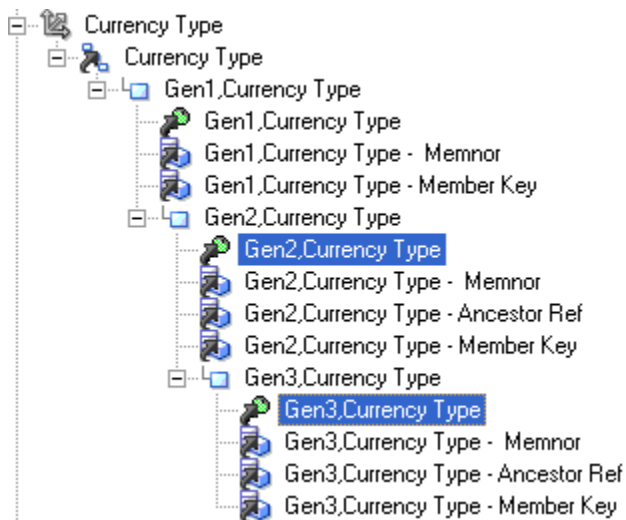 Currency Type
Currency Type
Gen1,Currency Type
Gen1,Currency Type
Gen1,Currency Type -  Memnor
Gen1,Currency Type - Member Key
Gen2,Currency Type
Gen2,Currency Type
Gen2,Currency Type -  Memnor
Gen2,Currency Type - Ancestor Ref
Gen2,Currency Type - Member Key
Gen3,Currency Type
Gen3,Currency Type
Gen3,Currency Type -  Memnor
Gen3,Currency Type - Ancestor Ref
Gen3,Currency Type - Member Key